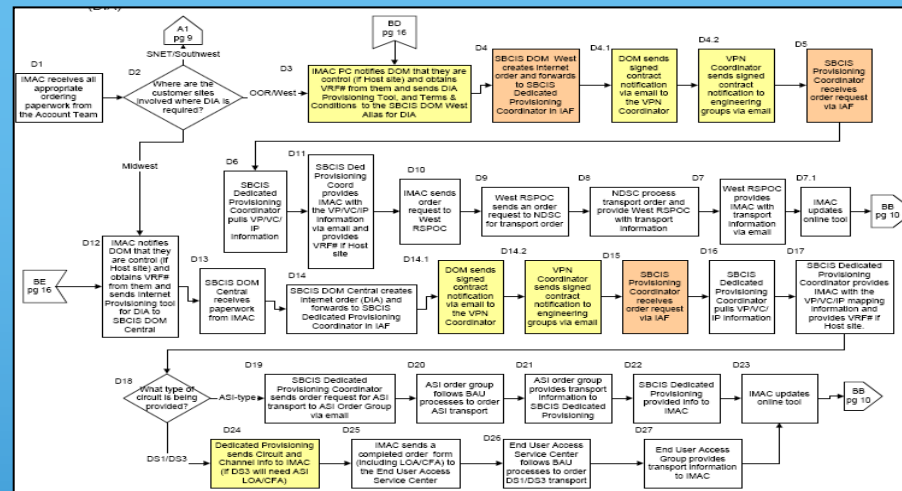 (DIA)
A1
pg 9
BD
pg 16
SNET/Southwest
D1
IMAC receives all
appropriate
ordering
paperwork from
the Account Team
D2
Where are the
customer sites
involved where DIA is
required?
OOR/West
D3
IMAC PC notifies DOM that they are
control (if Host site) and obtains
VRF# from them and sends DIA
Provisioning Tool, and Terms &
Conditions to the SBCIS DOM West
Alias for DIA
D4
SBCIS DOM West
creates Internet
order and forwards
to SBCIS
Dedicated
Provisioning
Coordinator in IAF
D4.1
DOM sends
signed
contract
notification
via email to
the VPN
Coordinator
D4.2
VPN
Coordinator
sends signed
contract
notification to
engineering
groups via email
D5
SBCIS
Provisioning
Coordinator
receives
order request
via IAF
Midwest
D6
SBCIS
Dedicated
Provisioning
Coordinator
pulls VP/VC/
IP Information
D11
SBCIS Ded
Provisioning
Coord
provides IMAC
with the
VP/VC/IP
Information
via email and
provides
VRF# if Host
site
D10
IMAC sends
order
request to
West
RSPOC
D9
West RSPOC
sends an order
request to NDSC
for transport order
D8
NDSC process
transport order and
provide West RSPOC
with transport
Information
D7
West RSPOC
provides
IMAC with
transport
Information
via email
D7.1
IMAC
updates
online tool
BB
pg 10
BE
pg 16
D12
IMAC notifies
DOM that they
are control (if
Host site) and
obtains VRF#
from them and
sends Internet
Provisioning tool
for DIA to
SBCIS DOM
Central
D13
SBCIS DOM
Central
receives
paperwork
from IMAC
D14
SBCIS DOM Central creates
Internet order (DIA) and
forwards to SBCIS Dedicated
Provisioning Coordinator in IAF
D14.1
DOM sends
signed contract
notification via
email to the VPN
Coordinator
D14.2
VPN
Coordinator
sends signed
contract
notification to
engineering
groups via email
D15
SBCIS
Provisioning
Coordinator
receives order
request via
IAF
D16
SBCIS
Dedicated
Provisioning
Coordinator
pulls VP/VC/
IP Information
D17
SBCIS Dedicated
Provisioning
Coordinator provides
IMAC with the
VP/VC/IP mapping
Information and
provides VRF# if
Host site.
D18
What type of
circuit is being
provided?
ASI-type
D19
SBCIS Dedicated
Provisioning Coordinator
sends order request for ASI
transport to ASI Order Group
via email
D20
ASI order group
follows BAU
processes to order
ASI transport
D21
ASI order group
provides transport
Information to
SBCIS Dedicated
Provisioning
D22
SBCIS Dedicated
Provisioning
provided info to
IMAC
D23
IMAC updates
online tool
BB
pg 10
DS1/DS3
D24
Dedicated Provisioning
sends Circuit and
Channel Info to IMAC
(if DS3 will need ASI
LOA/CFA)
D25
IMAC sends a
completed order form
(including LOA/CFA) to
the End User Access
Service Center
D26
End User Access
Service Center
follows BAU
processes to order
DS1/DS3 transport
D27
End User Access
Group provides
transport information
to IMAC